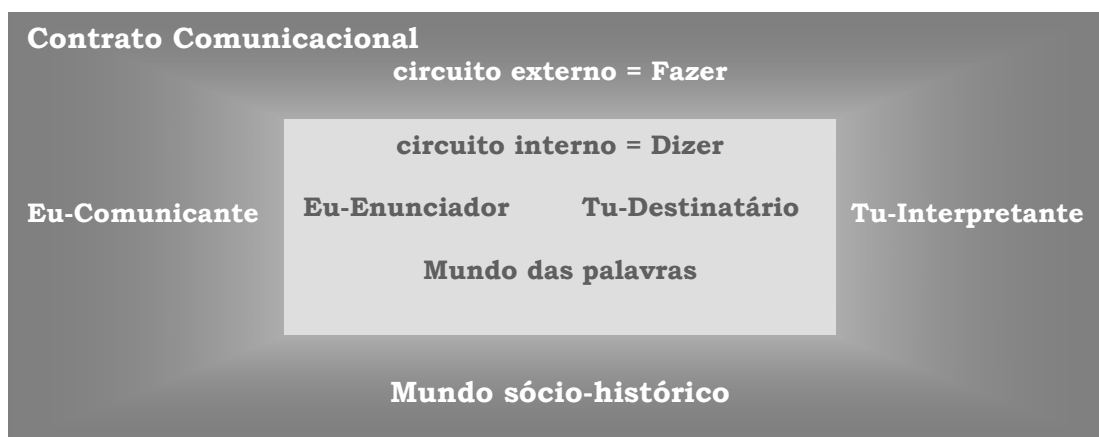 Contrato Comunicacional
circuito externo = Fazer
circuito interno = Dizer
Eu-Comunicante Eu-Enunciador Tu-Destinatário Tu-Interpretante
Mundo das palavras
Mundo sócio-histórico